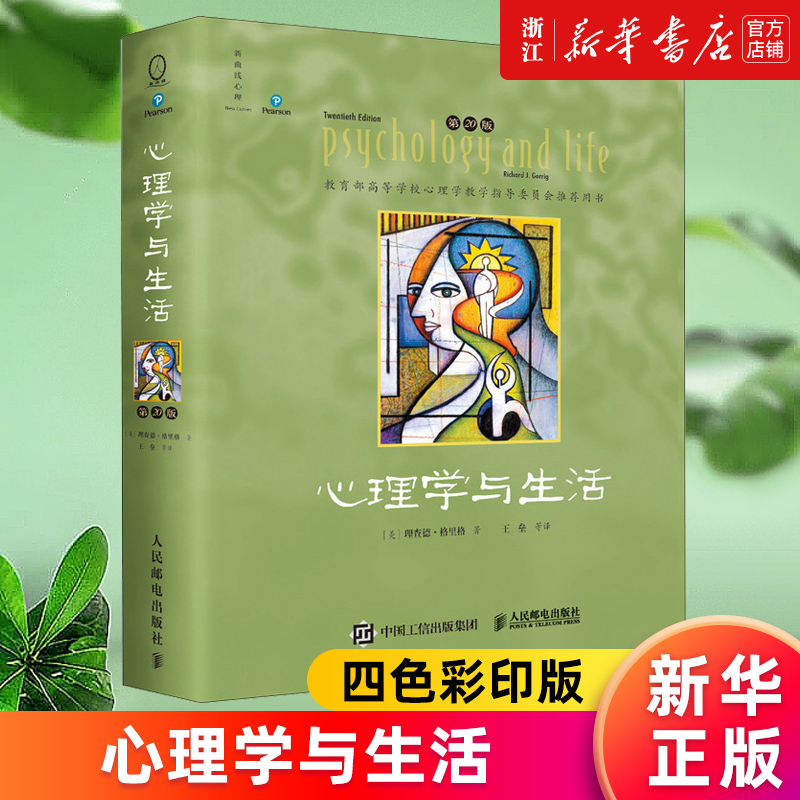 浙江
新华書店
官方
店铺
Pearson
新曲线心理
New Curves
Pearson
心理学与生活
第20版
[美] 理查德·格里格 著
王垒 等译
人民邮电出版社
Twentieth Edition
第20版
psychology and life
Richard J. Gerrig
教育部高等学校心理学教学指导委员会推荐用书
心理学与生活
[美] 理查德·格里格 著 王垒 等译
中国工信出版集团
人民邮电出版社
POSTS & TELECOM PRESS
四色彩印版
心理学与生活
新华
正版